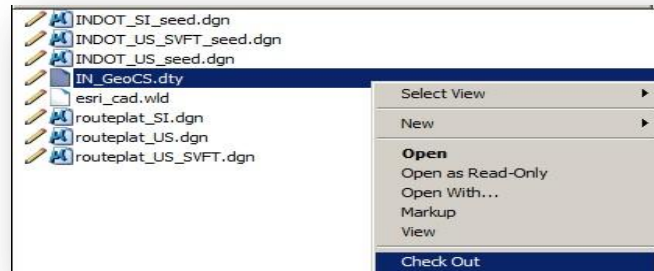 INDOT_SI_seed.dgn
INDOT_US_SVFT_seed.dgn
INDOT_US_seed.dgn
IN_GeoCS.dty
esri_cad.wld
routeplat_SI.dgn
routeplat_US.dgn
routeplat_US_SVFT.dgn
Select View
New
Open
Open as Read-Only
Open With...
Markup
View
Check Out